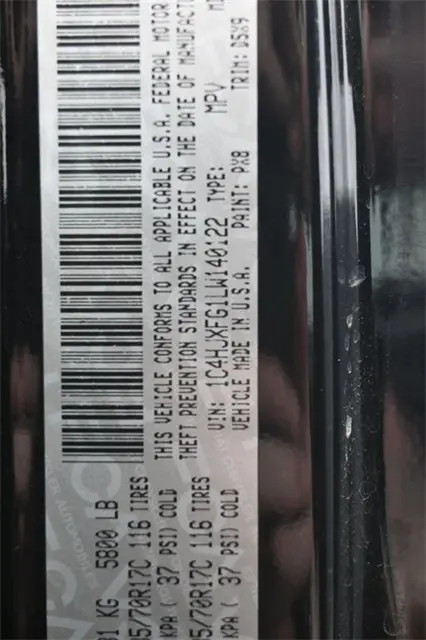 THIS VEHICLE CONFORMS TO ALL APPLICABLE U.S.A. FEDERAL MOTOR
THEFT PREVENTION STANDARDS IN EFFECT ON THE DATE OF MANUFACT
VIN: 1C4HJXFG1LW140122 TYPE: MPV
VEHICLE MADE IN U.S.A. PAINT: PX8 TRIM: D5X9
KG 5800 LB
5/70R17C 116 TIRES
KPA ( 37 PSI) COLD
5/70R17C 116 TIRES
KPA ( 37 PSI) COLD